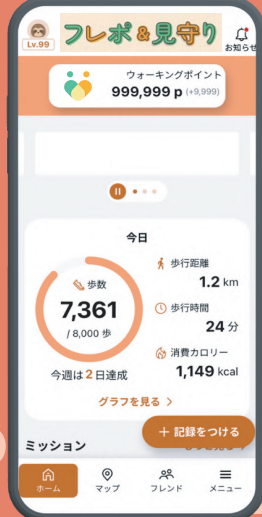 Lv.99
フレポ&見守り
お知らせ
ウォーキングポイント
999,999 p (+9,999)
今日
歩数
7,361
/ 8,000 歩
今週は2日達成
歩行距離
1.2 km
歩行時間
24 分
消費カロリー
1,149 kcal
グラフを見る >
ミッション
+ 記録をつける
ホーム
マップ
フレンド
メニュー